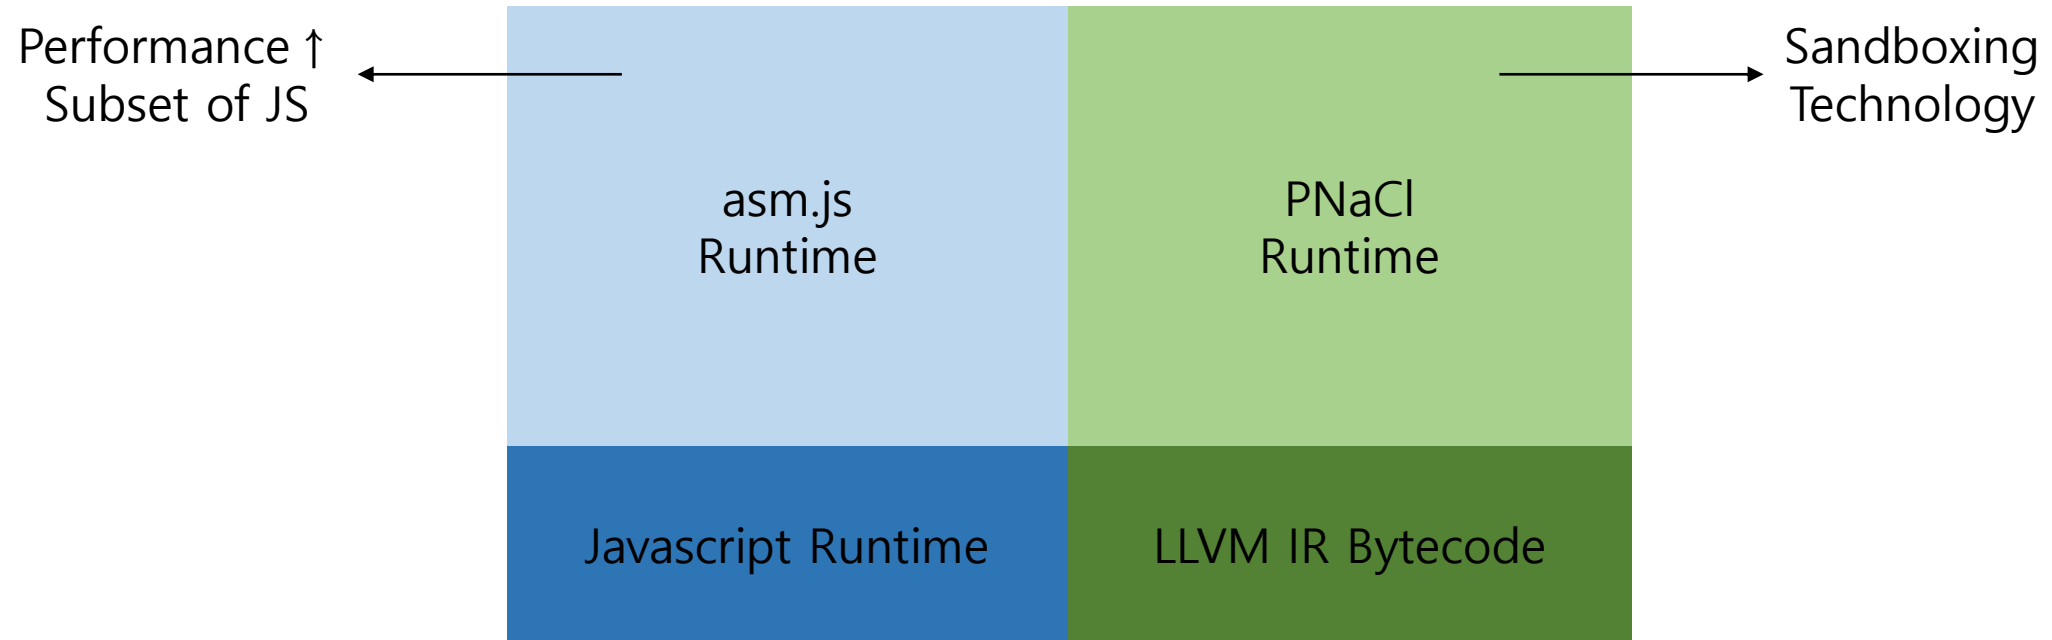 Performance ↑
Subset of JS
Sandboxing
Technology
asm.js
Runtime
PNaCl
Runtime
Javascript Runtime
LLVM IR Bytecode